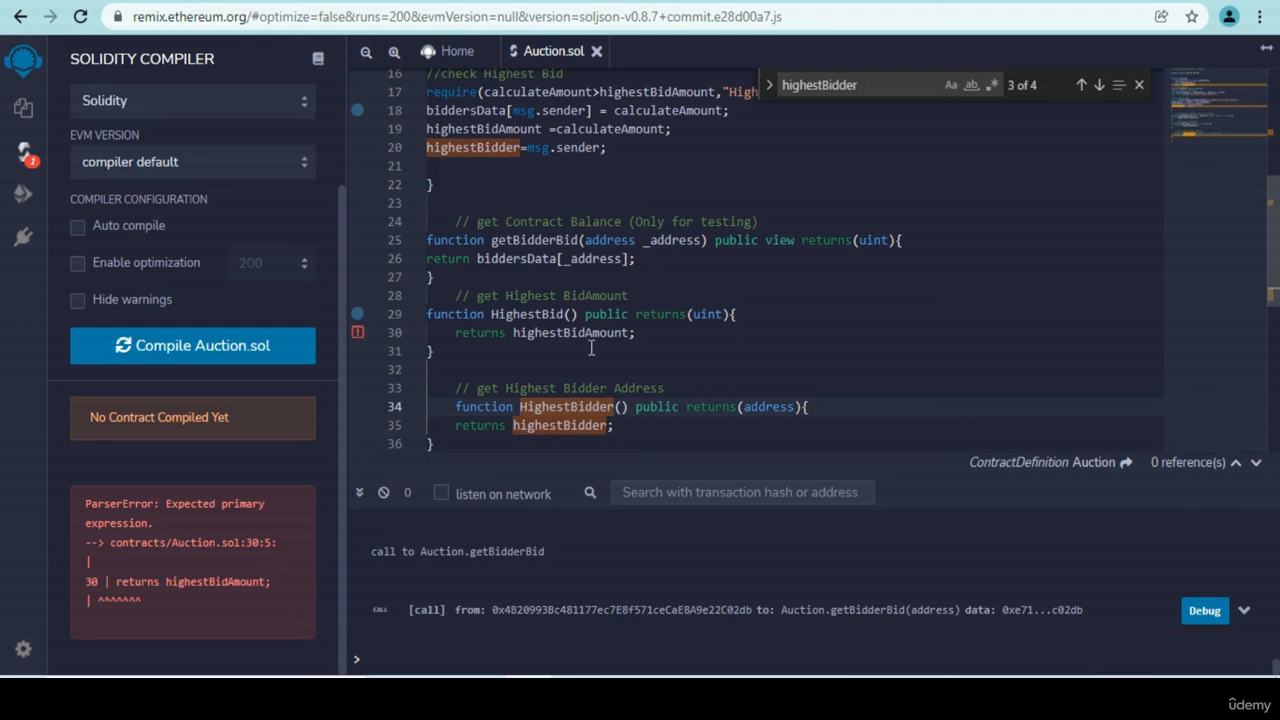 remix.ethereum.org/#optimize=false&runs=200&evmVersion=null&version=soljson-v0.8.7+commit.e28d00a7.js
SOLIDITY COMPILER
Solidity
EVM VERSION
compiler default
COMPILER CONFIGURATION
Auto compile
Enable optimization 200
Hide warnings
Compile Auction.sol
No Contract Compiled Yet
ParserError: Expected primary
expression.
--> contracts/Auction.sol:30:5:
|
30 | returns highestBidAmount;
| ^^^^^^^
1
Home Auction.sol
highestBidder Aa ab 3 of 4
16 //check Highest Bid
17 require(calculateAmount>highestBidAmount,"High
18 biddersData[msg.sender] = calculateAmount;
19 highestBidAmount =calculateAmount;
20 highestBidder=msg.sender;
21
22 }
23
24 // get Contract Balance (Only for testing)
25 function getBidderBid(address _address) public view returns(uint){
26 return biddersData[_address];
27 }
28 // get Highest BidAmount
29 function HighestBid() public returns(uint){
30 returns highestBidAmount;
31 }
32
33 // get Highest Bidder Address
34 function HighestBidder() public returns(address){
35 returns highestBidder;
36 }
ContractDefinition Auction 0 reference(s)
0 listen on network Search with transaction hash or address
call to Auction.getBidderBid
CALL [call] from: 0x4B20993Bc481177ec7E8f571ceCaE8A9e22C02db to: Auction.getBidderBid(address) data: 0xe71...c02db Debug
>
ûdemy